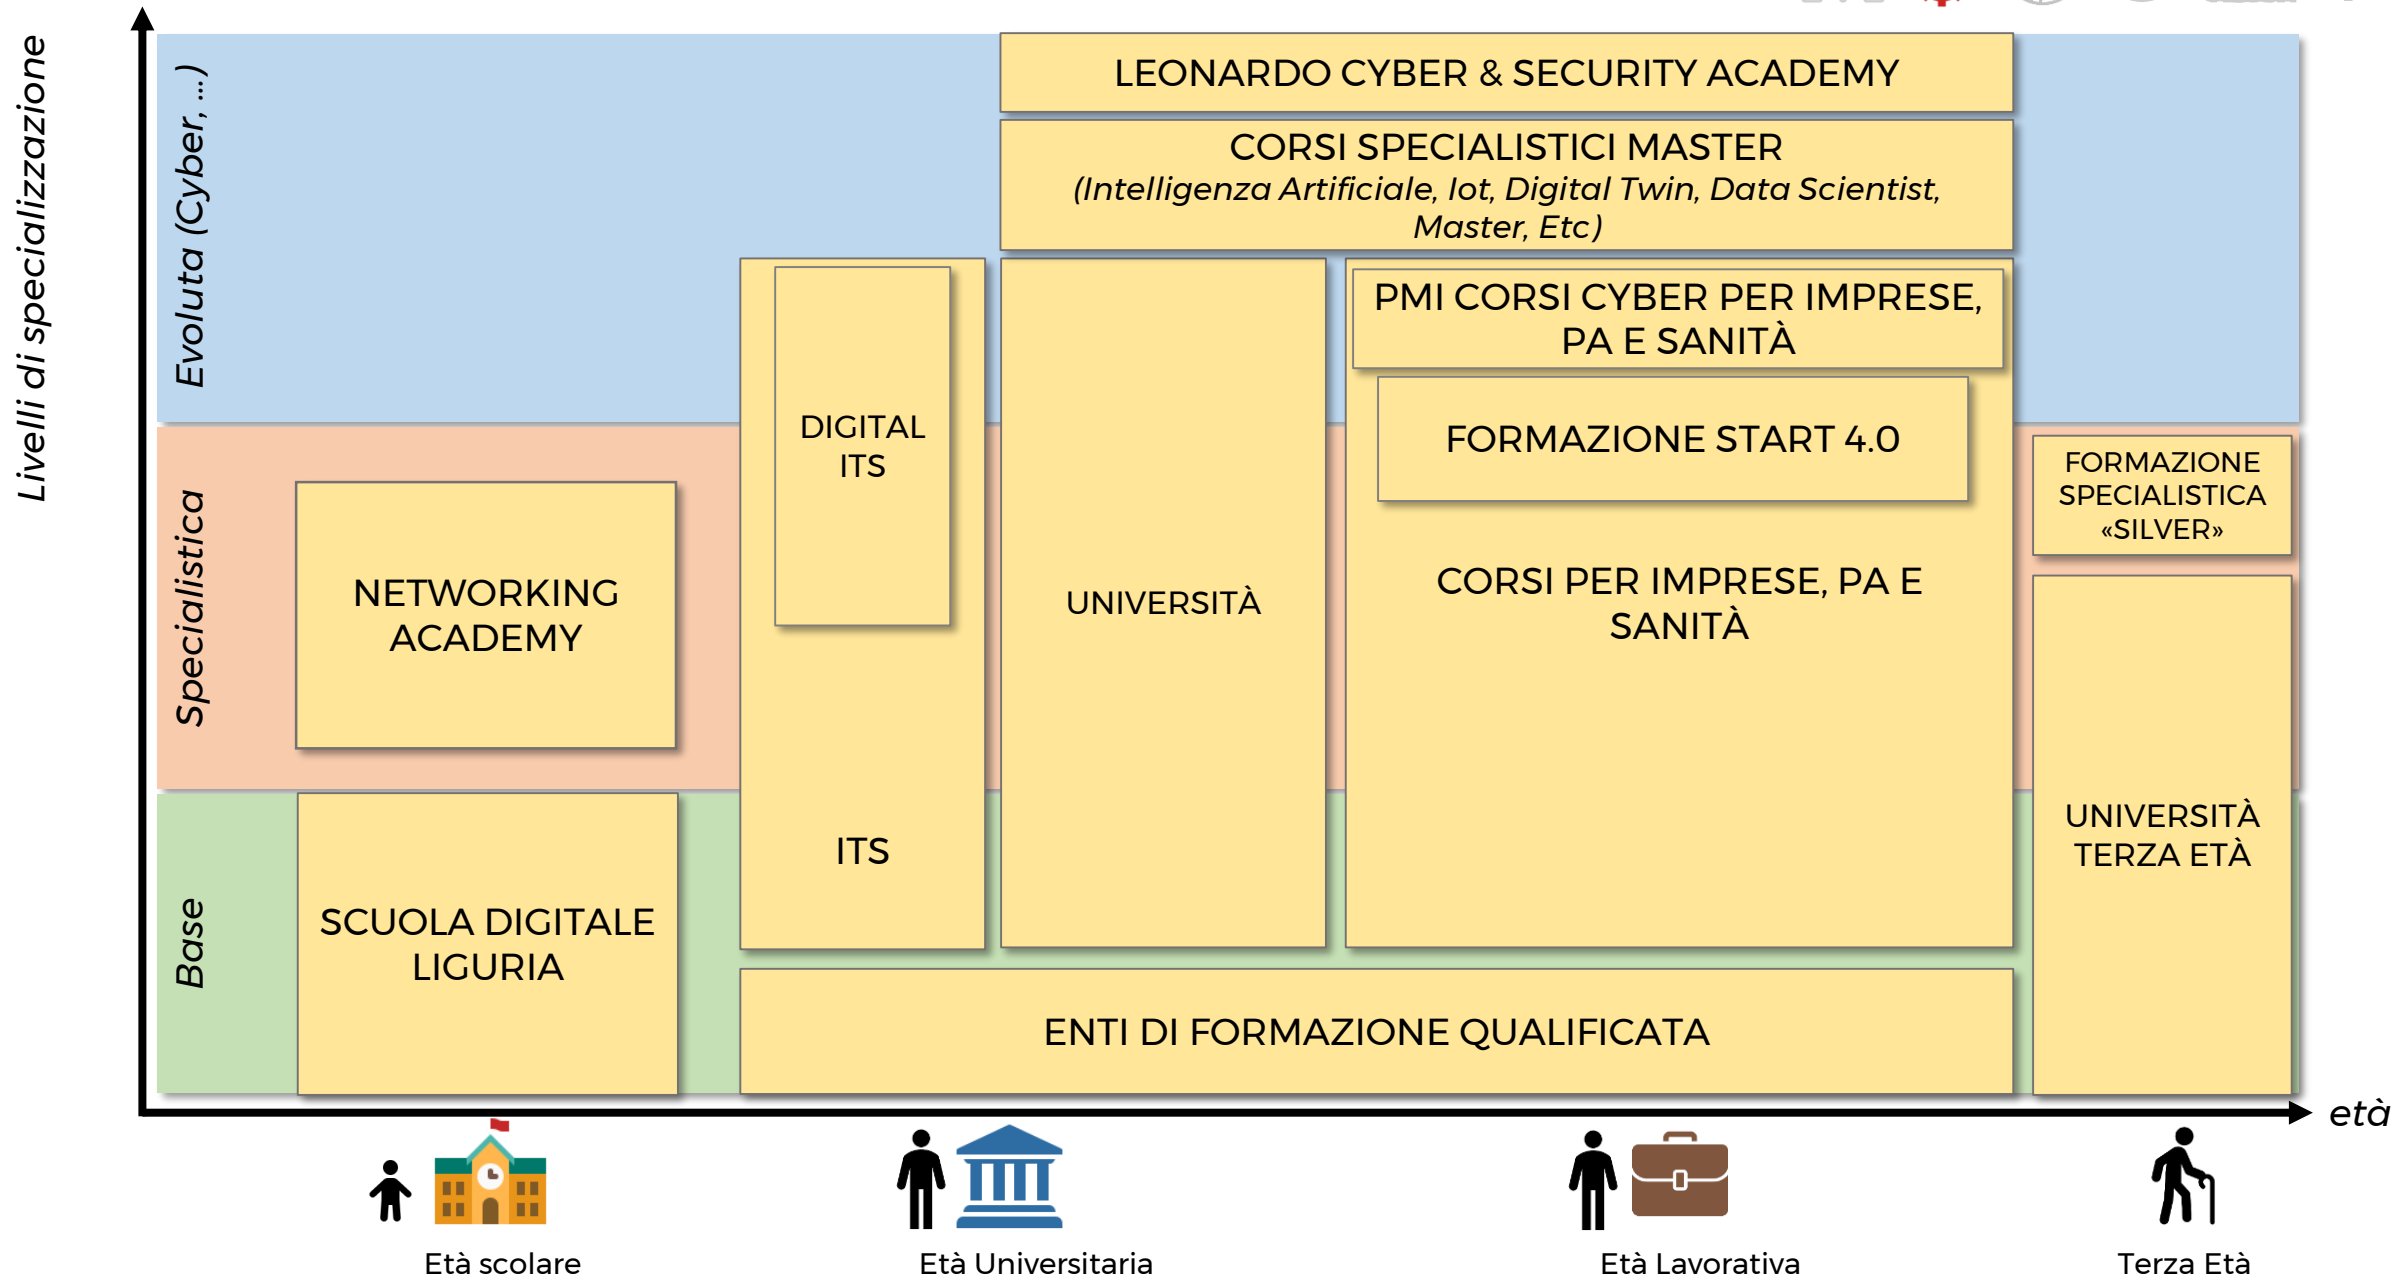 Livelli di specializzazione
Evoluta (Cyber, ...)
Specialistica
Base
LEONARDO CYBER & SECURITY ACADEMY
CORSI SPECIALISTICI MASTER
(Intelligenza Artificiale, Iot, Digital Twin, Data Scientist,
Master, Etc)
PMI CORSI CYBER PER IMPRESE,
PA E SANITÀ
DIGITAL
ITS
FORMAZIONE START 4.0
FORMAZIONE
SPECIALISTICA
«SILVER»
NETWORKING
ACADEMY
UNIVERSITÀ
CORSI PER IMPRESE, PA E
SANITÀ
ITS
UNIVERSITÀ
TERZA ETÀ
SCUOLA DIGITALE
LIGURIA
ENTI DI FORMAZIONE QUALIFICATA
età
Età scolare
Età Universitaria
Età Lavorativa
Terza Età